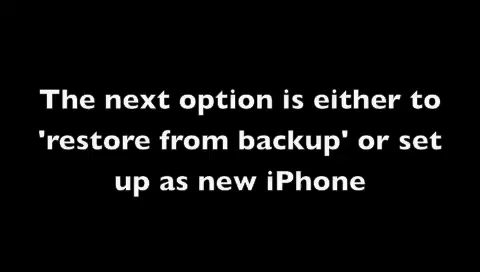 The next option is either to
'restore from backup' or set
up as new iPhone